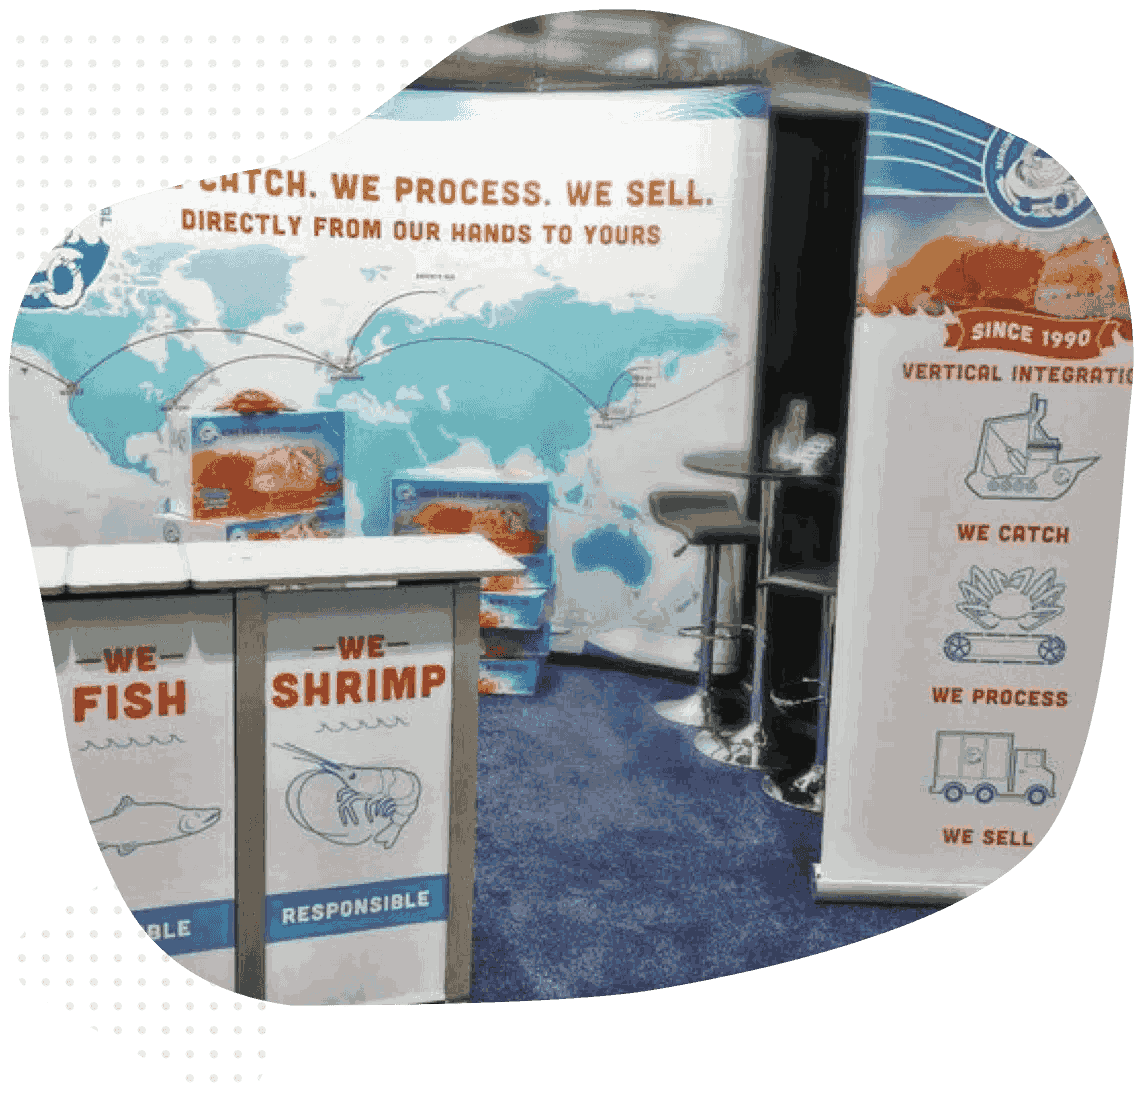 CATCH. WE PROCESS. WE SELL.
DIRECTLY FROM OUR HANDS TO YOURS
SINCE 1990
VERTICAL INTEGRATIO
WE CATCH
WE PROCESS
WE SELL
WE
FISH
BLE
WE
SHRIMP
RESPONSIBLE